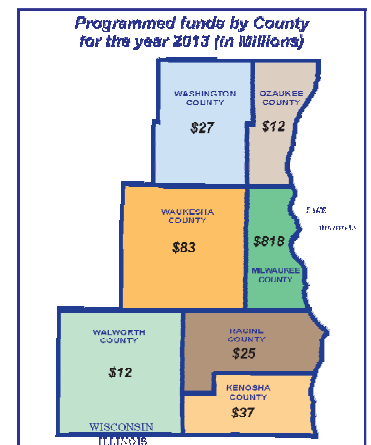 Programmed funds by County
for the year 2013 (in Millions)
WASHINGTON
COUNTY
$27
OZAUKEE
COUNTY
$12
WAUKESHA
COUNTY
$83
$818
MILWAUKEE
COUNTY
WALWORTH
COUNTY
$12
RACINE
COUNTY
$25
KENOSHA
COUNTY
$37
WISCONSIN
ILLINOIS